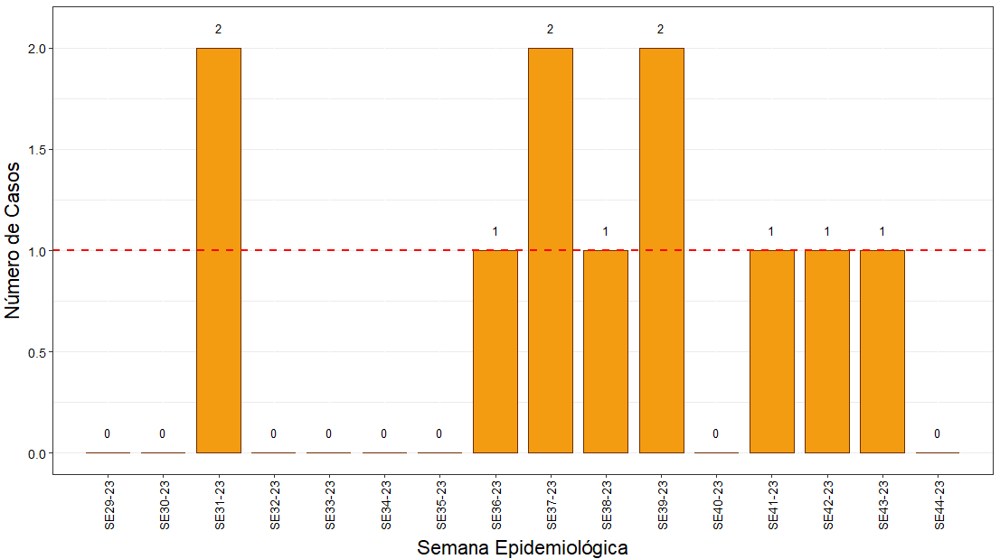 Número de Casos
2.0
1.5
1.0
0.5
0.0
0
0
2
0
0
0
0
1
2
1
2
0
1
1
1
0
SE29-23
SE30-23
SE31-23
SE32-23
SE33-23
SE34-23
SE35-23
SE36-23
SE37-23
SE38-23
SE39-23
SE40-23
SE41-23
SE42-23
SE43-23
SE44-23
Semana Epidemiológica